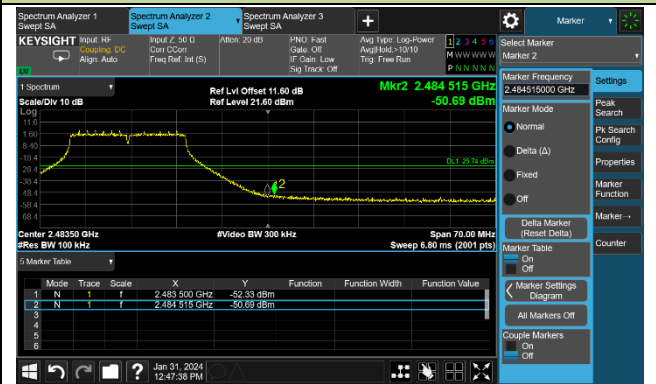 Spectrum Analyzer 1
Swept SA
Spectrum Analyzer 2
Swept SA
Spectrum Analyzer 3
Swept SA
+
Marker
KEYSIGHT
Input: RF
Coupling: DC
Align: Auto
Input Z: 50 Ω
Corr CCorr
Freq Ref: Int (S)
Atten: 20 dB
PNO: Fast
Gate: Off
IF Gain: Low
Sig Track: Off
Avg Type: Log-Power
Avg|Hold:>10/10
Trig: Free Run
1 2 3 4 5 6
M W W W W W
P N N N N N
LXI
Select Marker
Marker 2
1 Spectrum
Scale/Div 10 dB
Ref Lvl Offset 11.60 dB
Ref Level 21.60 dBm
Mkr2 2.484 515 GHz
-50.69 dBm
Log
11.6
1.60
-8.40
-18.4
-28.4
-38.4
-48.4
-58.4
-68.4
2
Center 2.48350 GHz
#Res BW 100 kHz
#Video BW 300 kHz
Span 70.00 MHz
Sweep 6.80 ms (2001 pts)
5 Marker Table
Mode Trace Scale X Y Function Function Width Function Value
1 N 1 f 2.483 500 GHz -52.33 dBm
2 N 1 f 2.484 515 GHz -50.69 dBm
3
4
5
6
Marker Frequency
2.484515000 GHz
Marker Mode
Normal
Delta (Δ)
Fixed
Off
Delta Marker
(Reset Delta)
Marker Table
On
Off
Marker Settings
Diagram
All Markers Off
Couple Markers
On
Off
Settings
Peak
Search
Pk Search
Config
Properties
Marker
Function
Marker→
Counter
?
Jan 31, 2024
12:47:38 PM